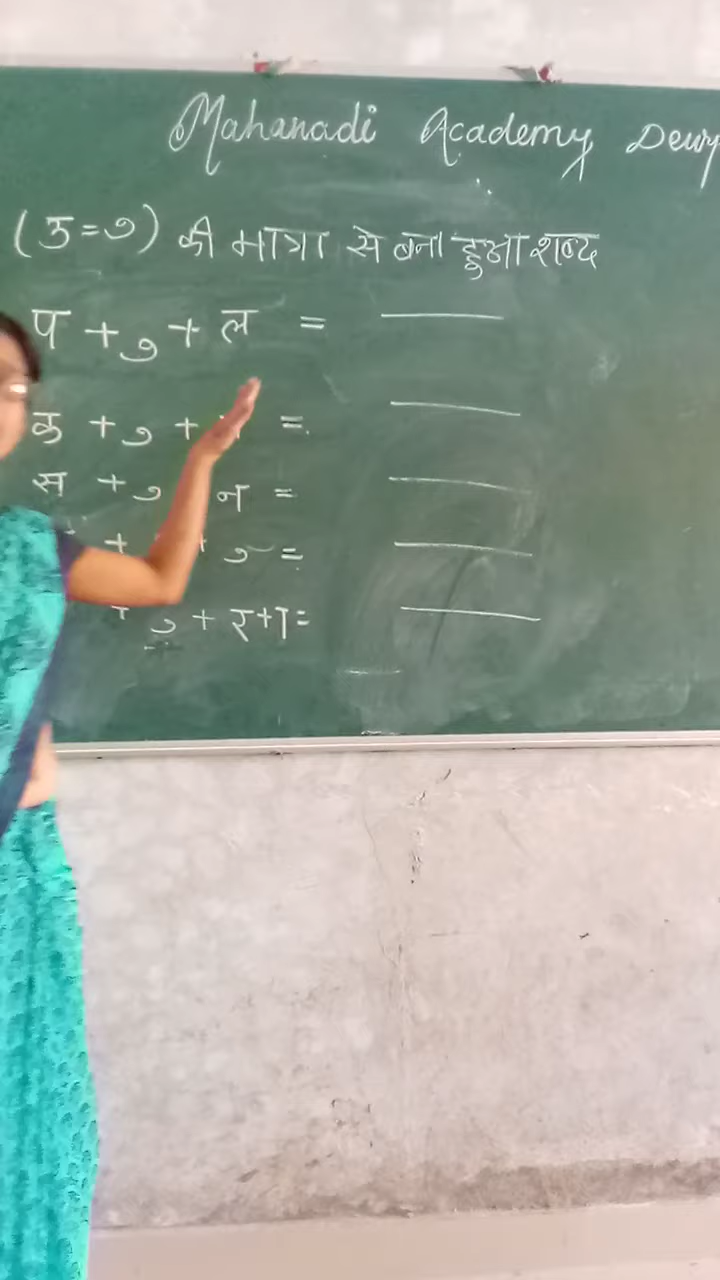 Mahanadi Academy
(उ=ु) की मात्रा से बना हुआ शब्द
प + ु + ल =
क + ु + =
स + ु न =
+ + ु =
+ ु + र+ा=